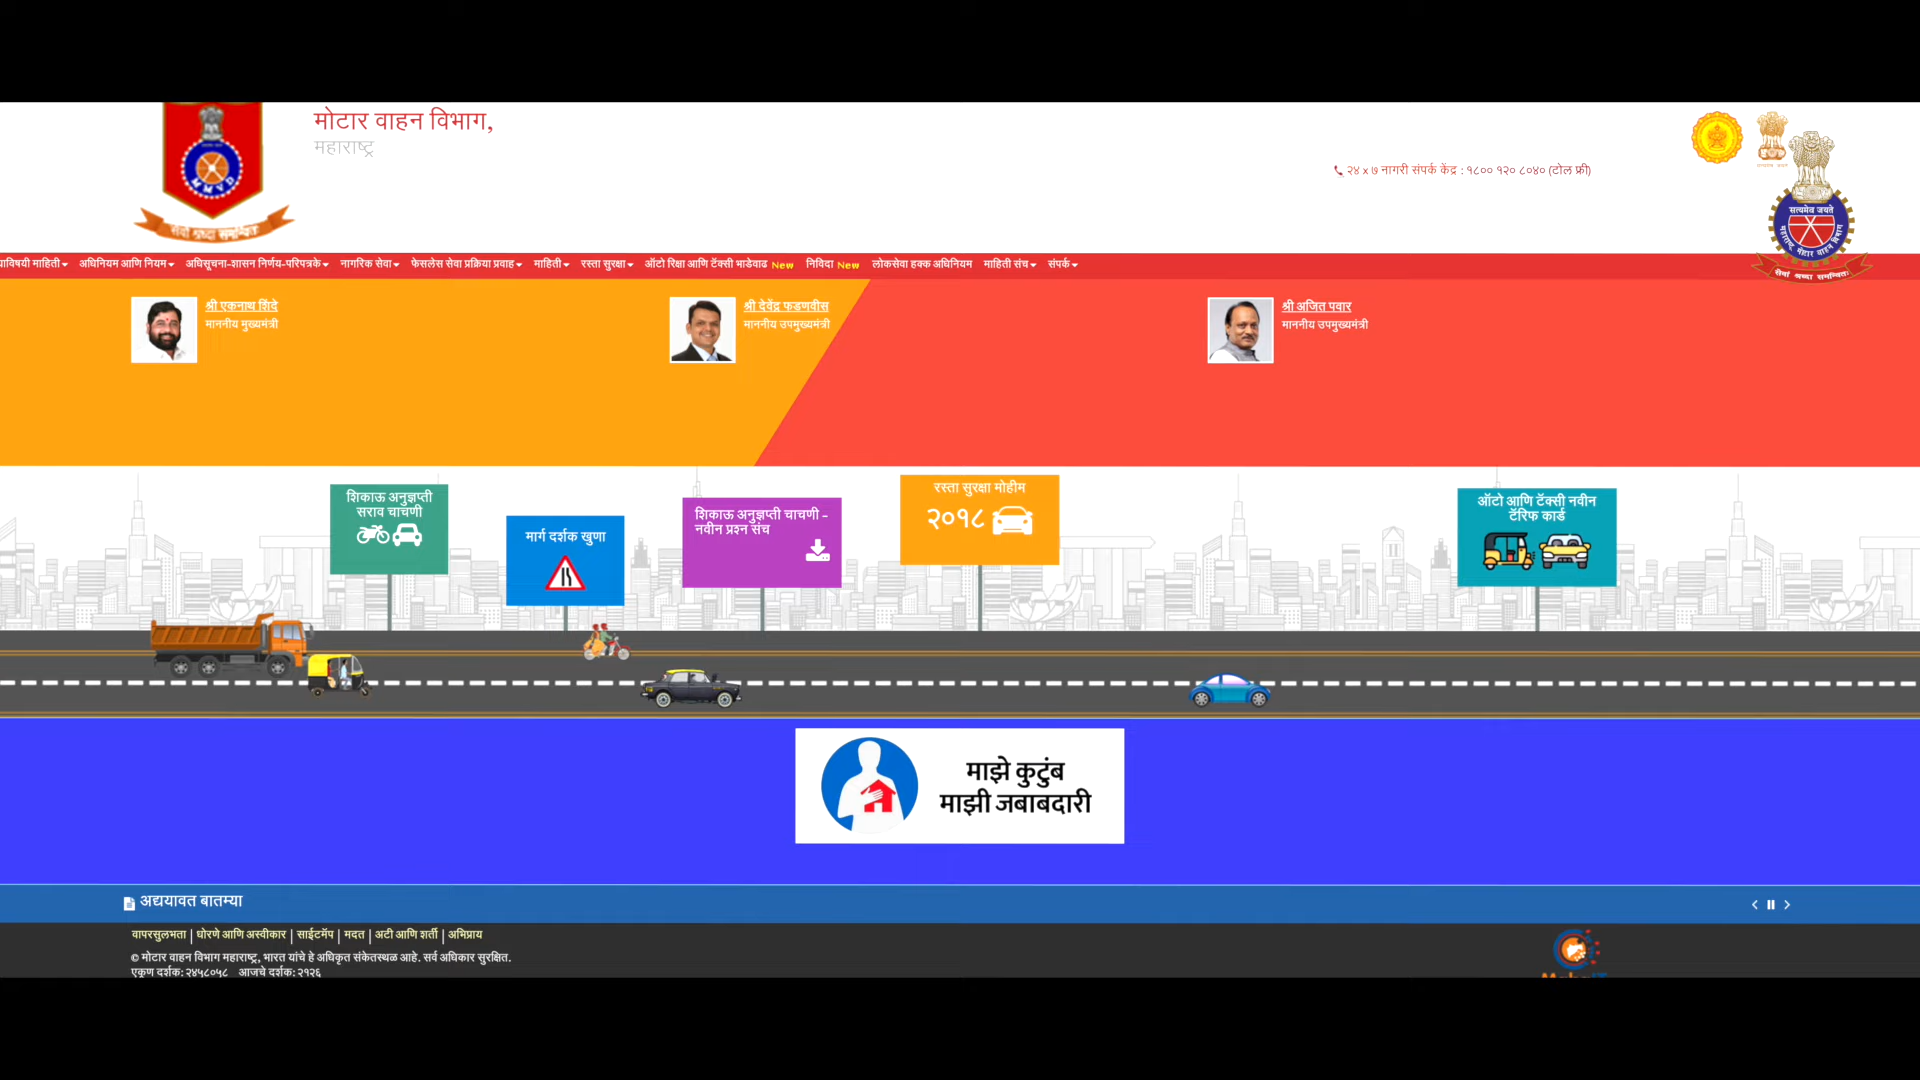 मोटार वाहन विभाग,
महाराष्ट्र
MMVD
२४ x ७ नागरी संपर्क केंद्र : १८०० १२० ८०४० (टोल फ्री)
सत्यमेव जयते
माहिती
अधिनियम आणि नियम
अधिसूचना-शासन निर्णय-परिपत्रके
नागरिक सेवा
फेसलेस सेवा प्रक्रिया प्रवाह
माहिती
रस्ता सुरक्षा
ऑटो रिक्षा आणि टॅक्सी भाडेवाढ New
निविदा New
लोकसेवा हक्क अधिनियम
माहिती संच
संपर्क
श्री एकनाथ शिंदे
माननीय मुख्यमंत्री
श्री देवेंद्र फडणवीस
माननीय उपमुख्यमंत्री
श्री अजित पवार
माननीय उपमुख्यमंत्री
शिकाऊ अनुज्ञप्ती
सराव चाचणी
मार्ग दर्शक खुणा
शिकाऊ अनुज्ञप्ती चाचणी -
नवीन प्रश्न संच
रस्ता सुरक्षा मोहीम
२०१८
ऑटो आणि टॅक्सी नवीन
टॅरिफ कार्ड
माझे कुटुंब
माझी जबाबदारी
अद्ययावत बातम्या
वापरसुलभता | धोरणे आणि अस्वीकार | साईटमॅप | मदत | अटी आणि शर्ती | अभिप्राय
© मोटार वाहन विभाग महाराष्ट्र, भारत यांचे हे अधिकृत संकेतस्थळ आहे. सर्व अधिकार सुरक्षित.
एकूण दर्शक: २४५८०५८ आजचे दर्शक: २१२६